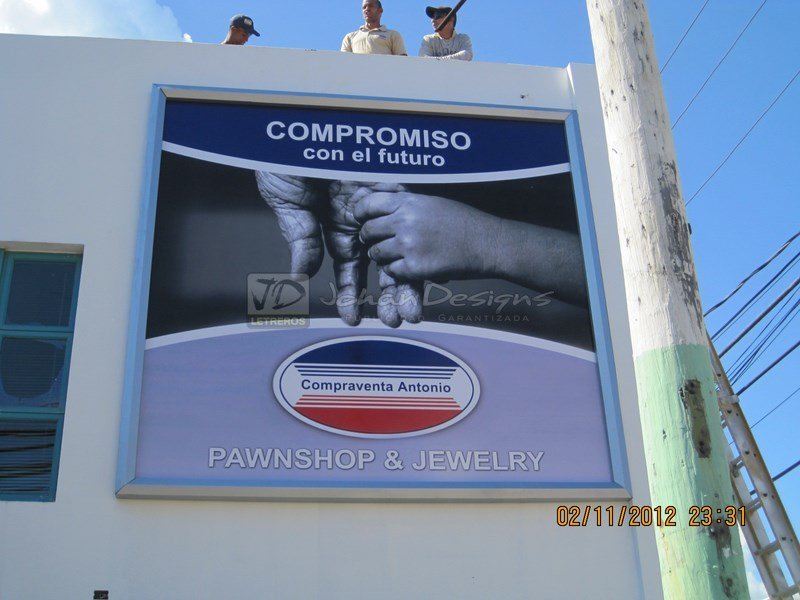 COMPROMISO
con el futuro
JD
LETREROS
Johan Designs
Garantizada
Compraventa Antonio
PAWNSHOP & JEWELRY
02/11/2012 23:31